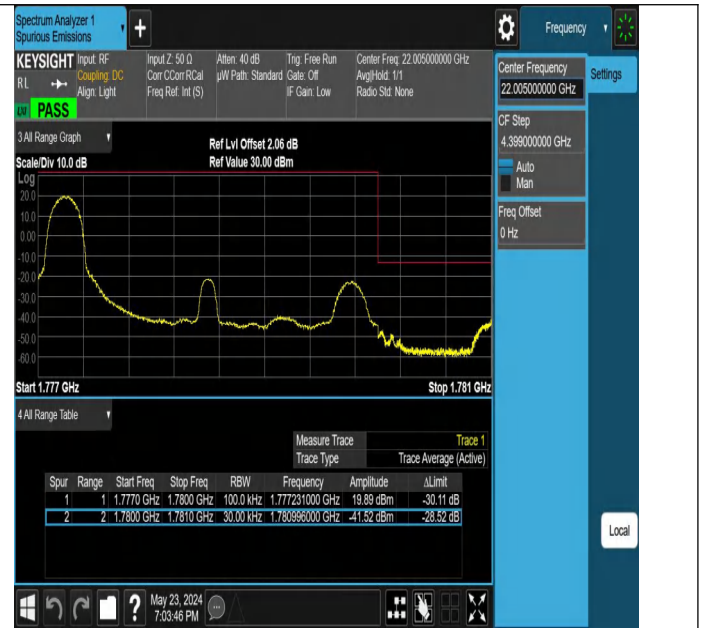 Spectrum Analyzer 1
Spurious Emissions
Frequency
KEYSIGHT
RL
PASS
Input: RF
Coupling: DC
Align: Light
Input Z: 50 Ω
Corr CCorr RCal
Freq Ref: Int (S)
Atten: 40 dB
µW Path: Standard
Trig: Free Run
Gate: Off
IF Gain: Low
Center Freq: 22.005000000 GHz
Avg|Hold: 1/1
Radio Std: None
Center Frequency
22.005000000 GHz
Settings
CF Step
4.399000000 GHz
Auto
Man
Freq Offset
0 Hz
3 All Range Graph
Ref Lvl Offset 2.06 dB
Scale/Div 10.0 dB
Ref Value 30.00 dBm
Log
20.0
10.0
0.00
-10.0
-20.0
-30.0
-40.0
-50.0
-60.0
Start 1.777 GHz
Stop 1.781 GHz
4 All Range Table
Measure Trace Trace 1
Trace Type Trace Average (Active)
Spur Range Start Freq Stop Freq RBW Frequency Amplitude ΔLimit
1 1 1.7770 GHz 1.7800 GHz 100.0 kHz 1.777231000 GHz 19.89 dBm -30.11 dB
2 2 1.7800 GHz 1.7810 GHz 30.00 kHz 1.780996000 GHz -41.52 dBm -28.52 dB
Local
May 23, 2024
7:03:46 PM